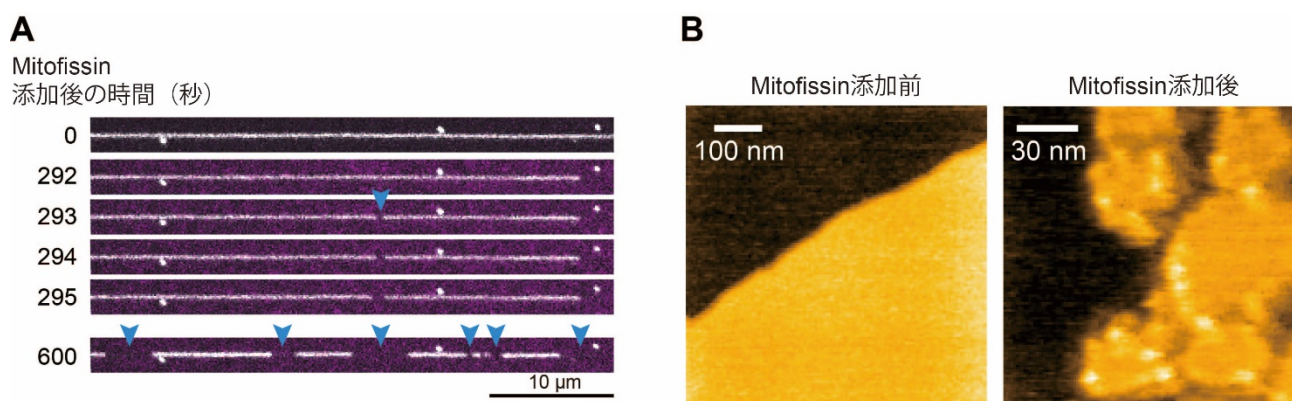 A
Mitofissin
添加後の時間（秒）
0
292
293
294
295
600
10 µm
B
Mitofissin添加前
Mitofissin添加後
100 nm
30 nm